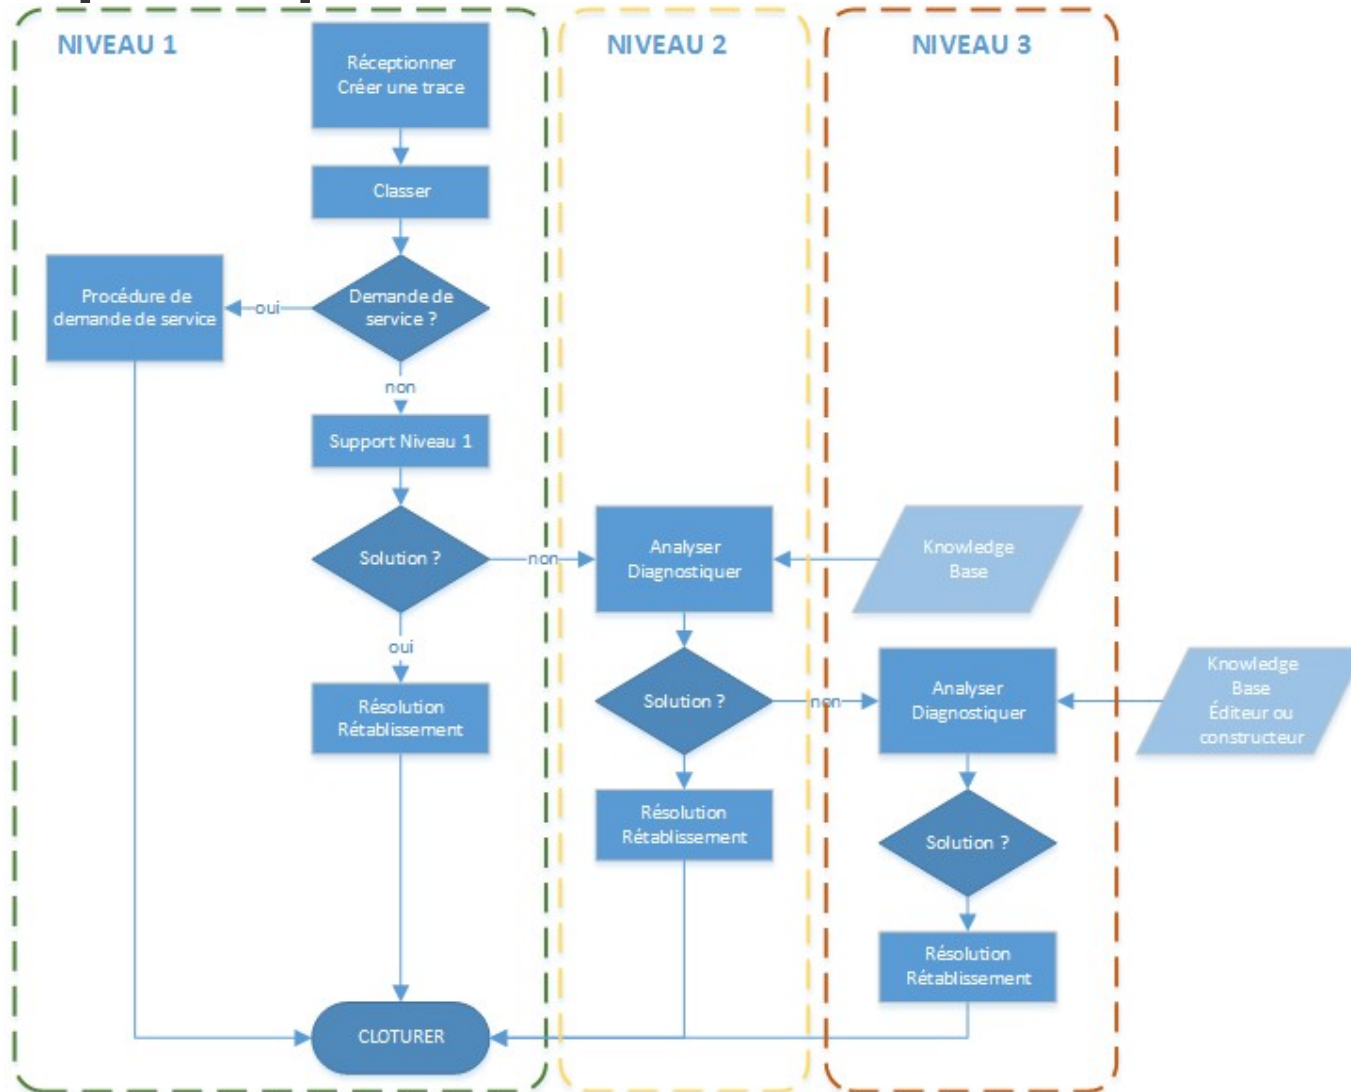 NIVEAU 1
NIVEAU 2
NIVEAU 3
Réceptionner
Créer une trace
Classer
Procédure de
demande de service
oui
Demande de
service ?
non
Support Niveau 1
Solution ?
non
Analyser
Diagnostiquer
Knowledge
Base
oui
Résolution
Rétablissement
Solution ?
non
Analyser
Diagnostiquer
Knowledge
Base
Éditeur ou
constructeur
Résolution
Rétablissement
Solution ?
Résolution
Rétablissement
CLOTURER